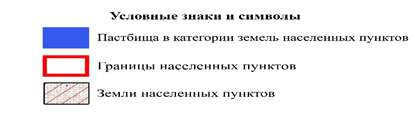 Условные знаки и символы
Пастбища в категории земель населенных пунктов
Границы населенных пунктов
Земли населенных пунктов